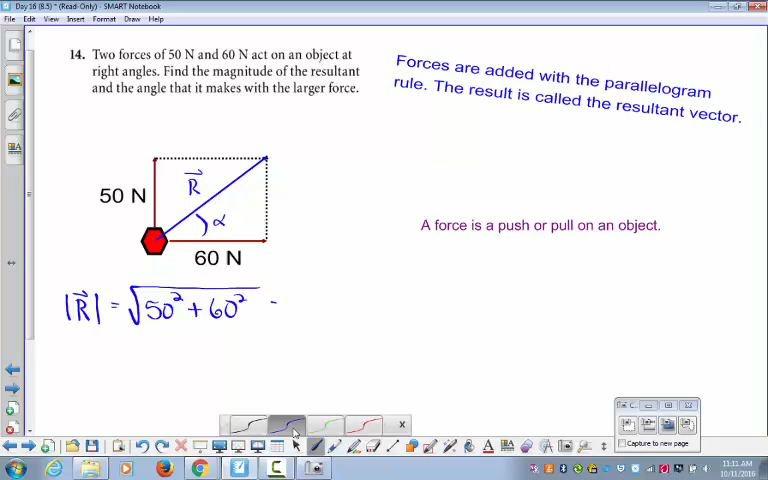 Day 16 (8.5) * (Read-Only) - SMART Notebook
File Edit View Insert Format Draw Help
14. Two forces of 50 N and 60 N act on an object at
right angles. Find the magnitude of the resultant
and the angle that it makes with the larger force.
Forces are added with the parallelogram
rule. The result is called the resultant vector.
R⃗
50 N
α
A force is a push or pull on an object.
60 N
|R⃗| = √(50² + 60²) =
Capture to new page
11:11 AM
10/11/2016